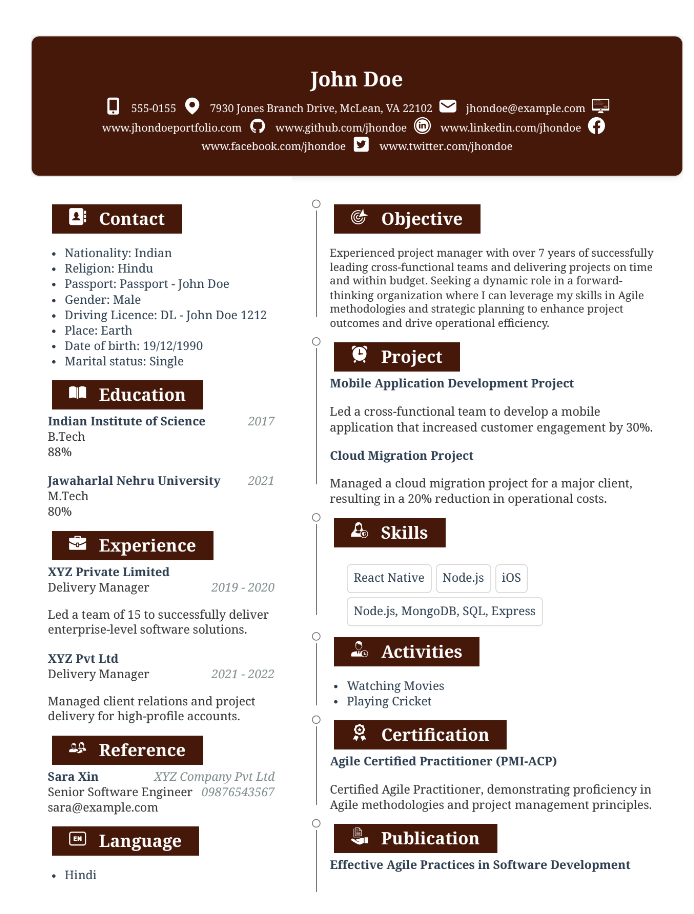 John Doe
555-0155 7930 Jones Branch Drive, McLean, VA 22102 jhondoe@example.com
www.jhondoeportfolio.com www.github.com/jhondoe www.linkedin.com/jhondoe
www.facebook.com/jhondoe www.twitter.com/jhondoe
Contact
Nationality: Indian
Religion: Hindu
Passport: Passport - John Doe
Gender: Male
Driving Licence: DL - John Doe 1212
Place: Earth
Date of birth: 19/12/1990
Marital status: Single
Education
Indian Institute of Science 2017
B.Tech
88%
Jawaharlal Nehru University 2021
M.Tech
80%
Experience
XYZ Private Limited
Delivery Manager 2019 - 2020
Led a team of 15 to successfully deliver
enterprise-level software solutions.
XYZ Pvt Ltd
Delivery Manager 2021 - 2022
Managed client relations and project
delivery for high-profile accounts.
Reference
Sara Xin XYZ Company Pvt Ltd
Senior Software Engineer 09876543567
sara@example.com
EN Language
Hindi
Objective
Experienced project manager with over 7 years of successfully
leading cross-functional teams and delivering projects on time
and within budget. Seeking a dynamic role in a forward-
thinking organization where I can leverage my skills in Agile
methodologies and strategic planning to enhance project
outcomes and drive operational efficiency.
Project
Mobile Application Development Project
Led a cross-functional team to develop a mobile
application that increased customer engagement by 30%.
Cloud Migration Project
Managed a cloud migration project for a major client,
resulting in a 20% reduction in operational costs.
Skills
React Native Node.js iOS
Node.js, MongoDB, SQL, Express
Activities
Watching Movies
Playing Cricket
Certification
Agile Certified Practitioner (PMI-ACP)
Certified Agile Practitioner, demonstrating proficiency in
Agile methodologies and project management principles.
Publication
Effective Agile Practices in Software Development